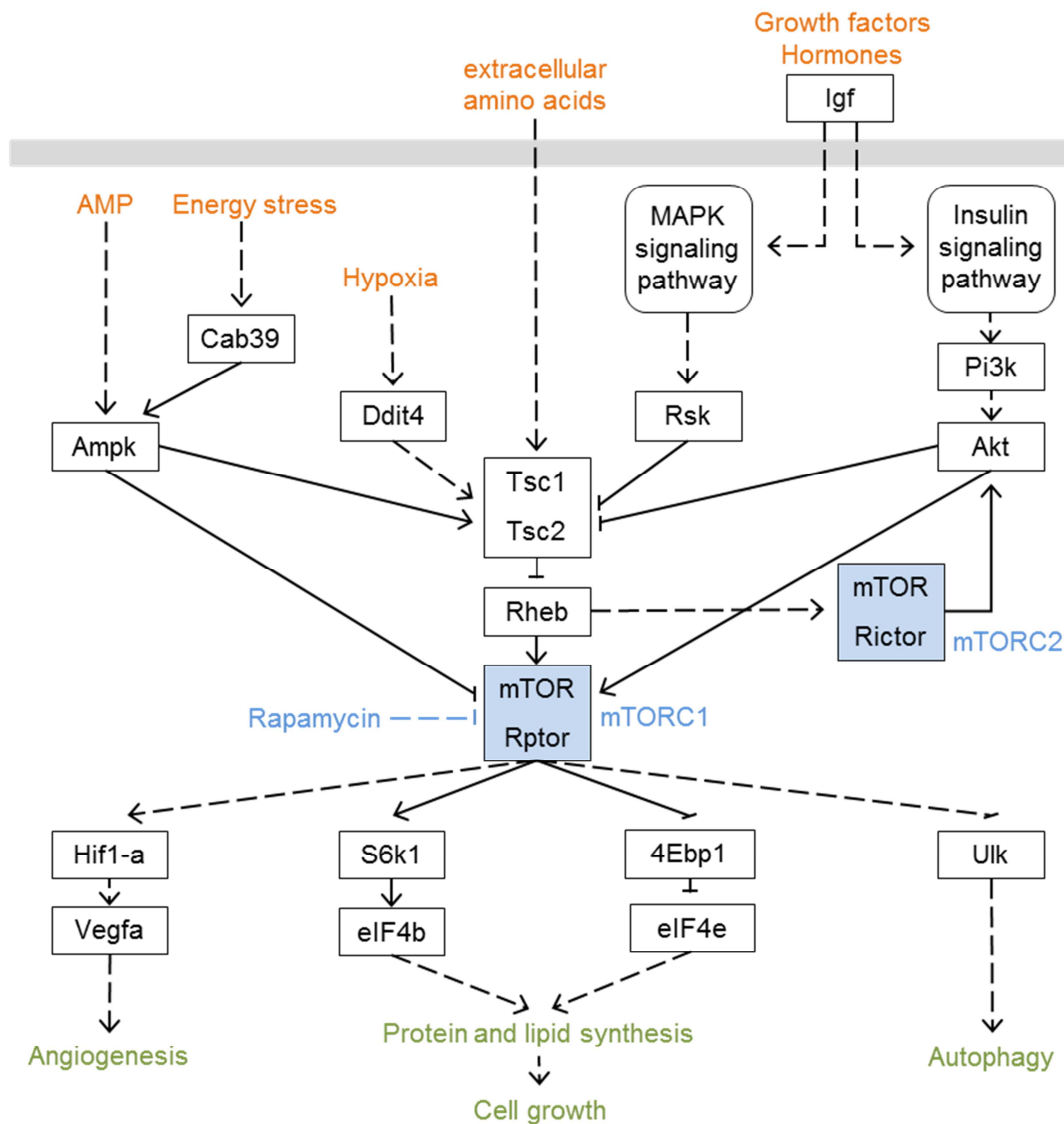 Growth factors
Hormones
Igf
extracellular
amino acids
AMP
Energy stress
MAPK
signaling
pathway
Insulin
signaling
pathway
Hypoxia
Cab39
Pi3k
Ampk
Ddit4
Rsk
Akt
Tsc1
Tsc2
Rheb
mTOR
Rictor
mTORC2
mTOR
Rptor
mTORC1
Rapamycin
Hif1-a
S6k1
4Ebp1
Ulk
Vegfa
eIF4b
eIF4e
Angiogenesis
Protein and lipid synthesis
Autophagy
Cell growth